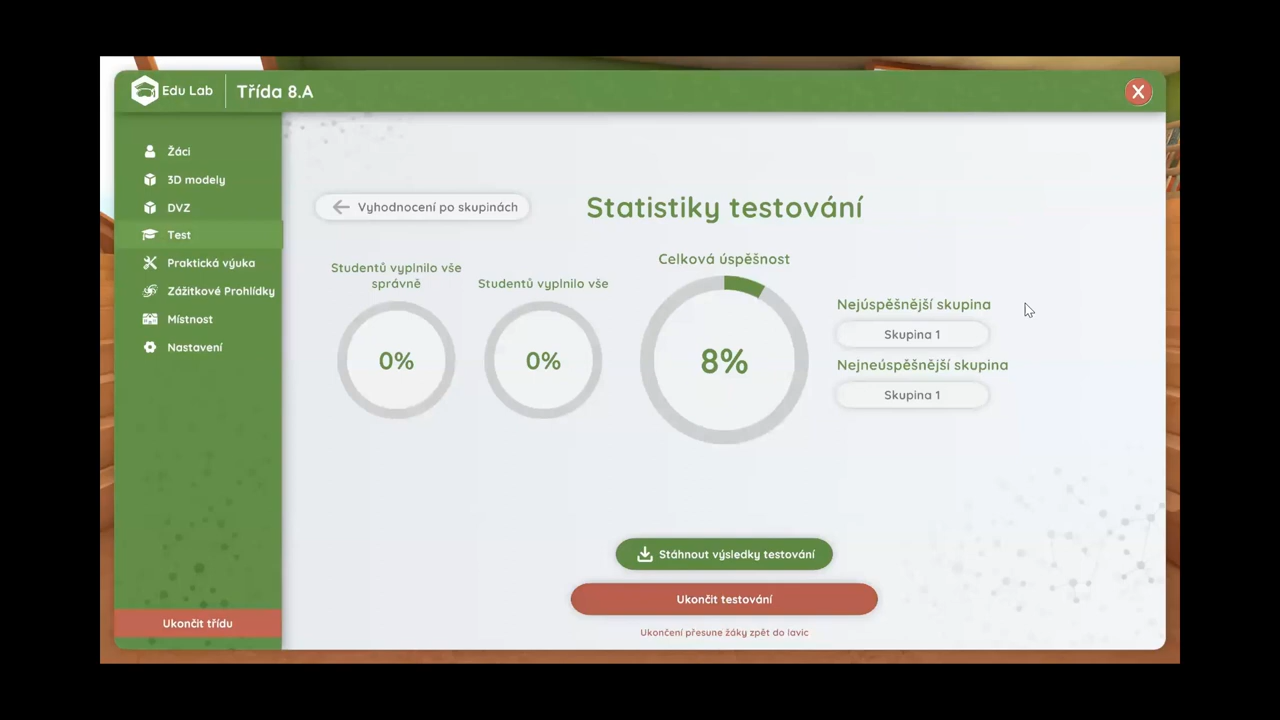 Edu Lab
Třída 8.A
Žáci
3D modely
DVZ
Test
Praktická výuka
Zážitkové Prohlídky
Místnost
Nastavení
Ukončit třídu
Vyhodnocení po skupinách
Statistiky testování
Studentů vyplnilo vše
správně
0%
Studentů vyplnilo vše
0%
Celková úspěšnost
8%
Nejúspěšnější skupina
Skupina 1
Nejneúspěšnější skupina
Skupina 1
Stáhnout výsledky testování
Ukončit testování
Ukončení přesune žáky zpět do lavic